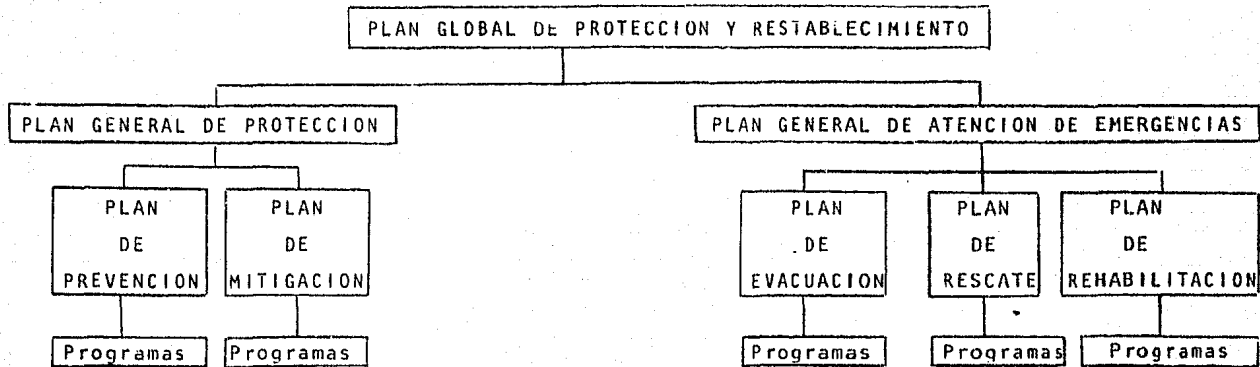 PLAN GLOBAL DE PROTECCION Y RESTABLECIMIENTO
PLAN GENERAL DE PROTECCION
PLAN GENERAL DE ATENCION DE EMERGENCIAS
PLAN
DE
PREVENCION
PLAN
DE
MITIGACION
PLAN
DE
EVACUACION
PLAN
DE
RESCATE
PLAN
DE
REHABILITACION
Programas
Programas
Programas
Programas
Programas